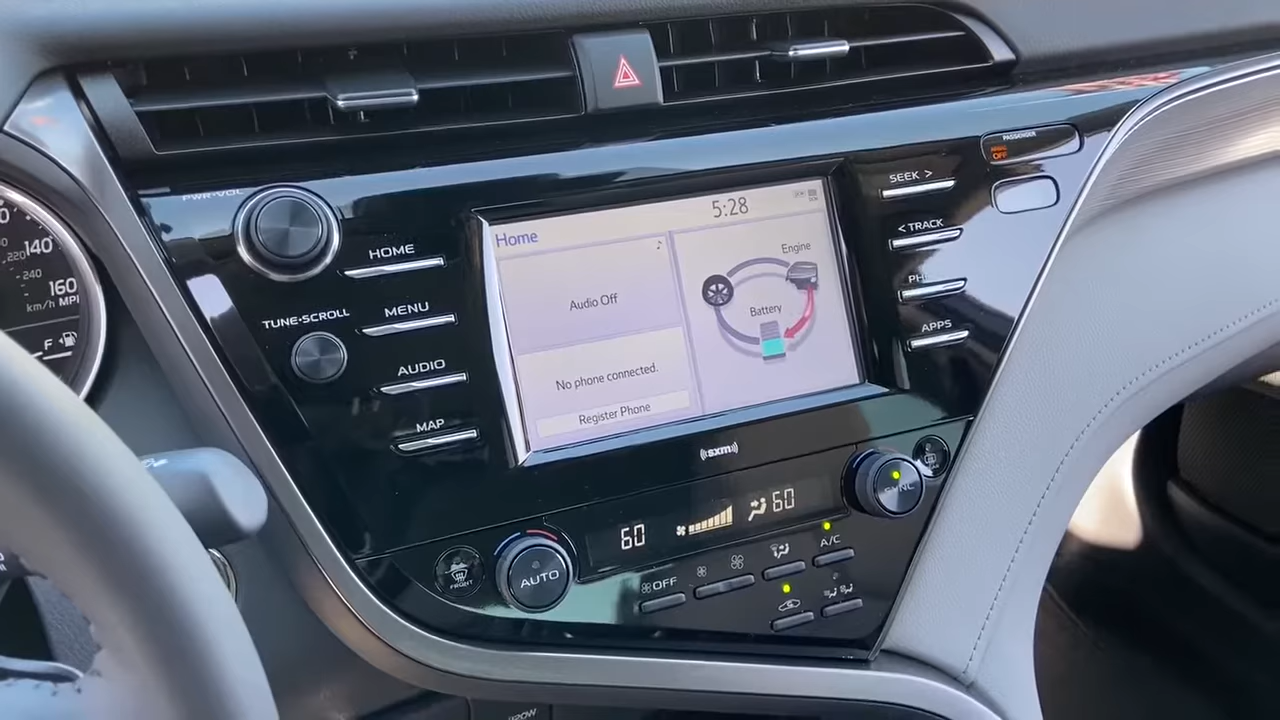 PWR•VOL
HOME
TUNE•SCROLL
MENU
AUDIO
MAP
Home
5:28
Audio Off
No phone connected.
Register Phone
Engine
Battery
SEEK >
< TRACK
APPS
PASSENGER
OFF
((sxm))
60
60
SYNC
A/C
AUTO
FRONT
OFF
140
220
240
160
km/h MPH
F